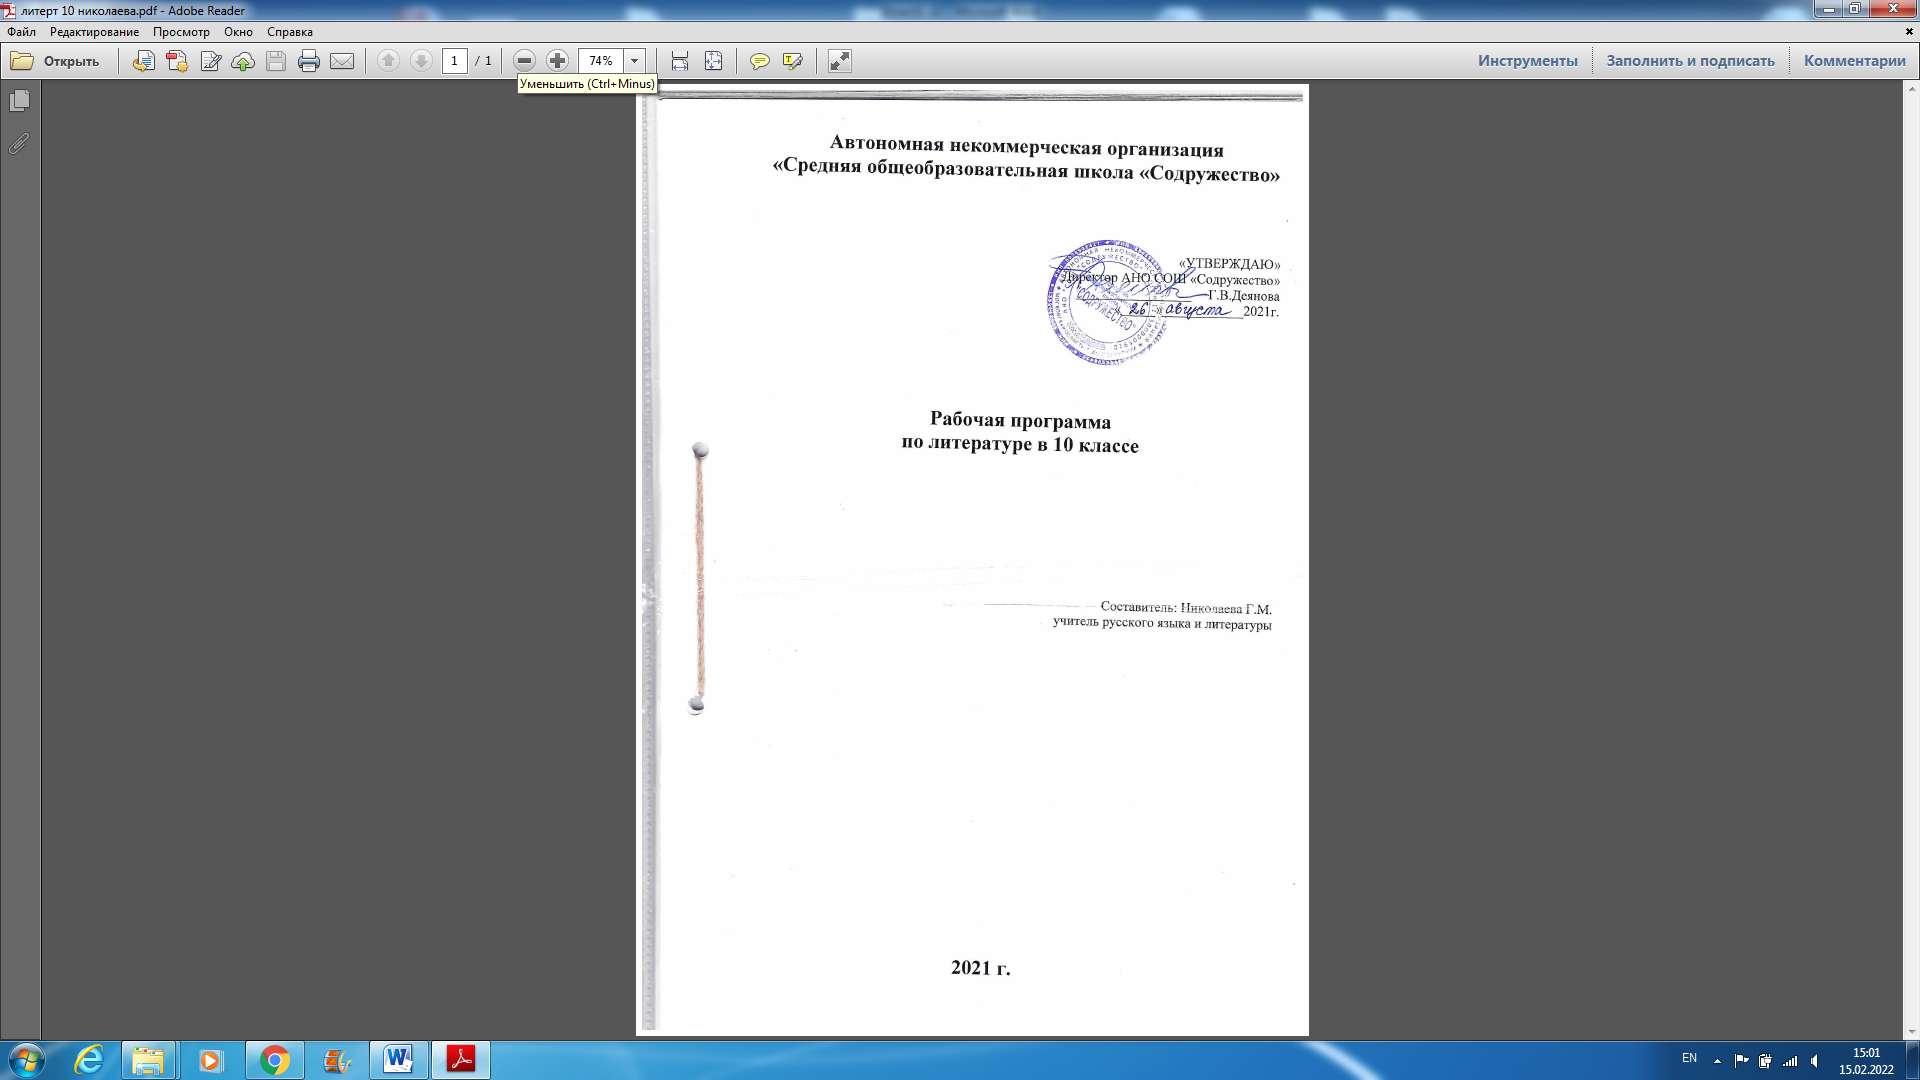 литерт 10 николаева.pdf - Adobe Reader
Файл Редактирование Просмотр Окно Справка
Открыть 1 / 1 74% Инструменты Заполнить и подписать Комментарии
Уменьшить (Ctrl+Minus)
Автономная некоммерческая организация
«Средняя общеобразовательная школа «Содружество»
«УТВЕРЖДАЮ»
Директор АНО СОШ «Содружество»
Г.В.Деянова
« 26 » августа 2021г.
"СОДРУЖЕСТВО"
Рабочая программа
по литературе в 10 классе
Составитель: Николаева Г.М.
учитель русского языка и литературы
2021 г.
EN
15:01
15.02.2022